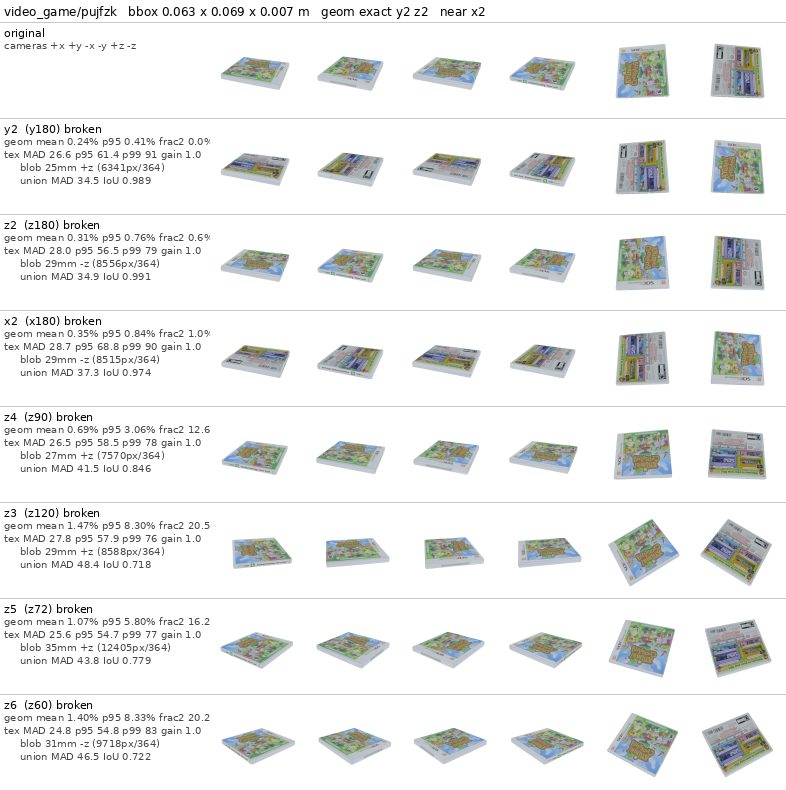 video_game/pujfzk   bbox 0.063 x 0.069 x 0.007 m   geom exact y2 z2   near x2
original
cameras +x +y -x -y +z -z
y2  (y180) broken
geom mean 0.24% p95 0.41% frac2 0.0%
tex MAD 26.6 p95 61.4 p99 91 gain 1.0
blob 25mm +z (6341px/364)
union MAD 34.5 IoU 0.989
z2  (z180) broken
geom mean 0.31% p95 0.76% frac2 0.6%
tex MAD 28.0 p95 56.5 p99 79 gain 1.0
blob 29mm -z (8556px/364)
union MAD 34.9 IoU 0.991
x2  (x180) broken
geom mean 0.35% p95 0.84% frac2 1.0%
tex MAD 28.7 p95 68.8 p99 90 gain 1.0
blob 29mm -z (8515px/364)
union MAD 37.3 IoU 0.974
z4  (z90) broken
geom mean 0.69% p95 3.06% frac2 12.6
tex MAD 26.5 p95 58.5 p99 78 gain 1.0
blob 27mm +z (7570px/364)
union MAD 41.5 IoU 0.846
z3  (z120) broken
geom mean 1.47% p95 8.30% frac2 20.5
tex MAD 27.8 p95 57.9 p99 76 gain 1.0
blob 29mm +z (8588px/364)
union MAD 48.4 IoU 0.718
z5  (z72) broken
geom mean 1.07% p95 5.80% frac2 16.2
tex MAD 25.6 p95 54.7 p99 77 gain 1.0
blob 35mm +z (12405px/364)
union MAD 43.8 IoU 0.779
z6  (z60) broken
geom mean 1.40% p95 8.33% frac2 20.2
tex MAD 24.8 p95 54.8 p99 83 gain 1.0
blob 31mm -z (9718px/364)
union MAD 46.5 IoU 0.722